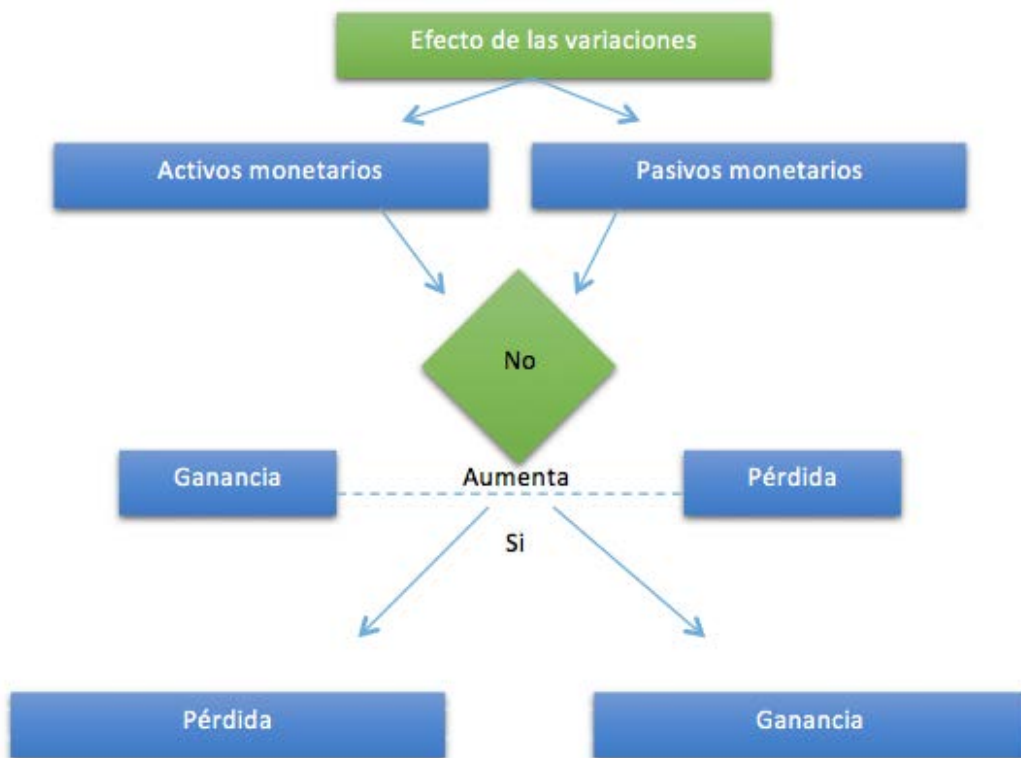 Efecto de las variaciones
Activos monetarios
Pasivos monetarios
No
Ganancia
Aumenta
Pérdida
Si
Pérdida
Ganancia